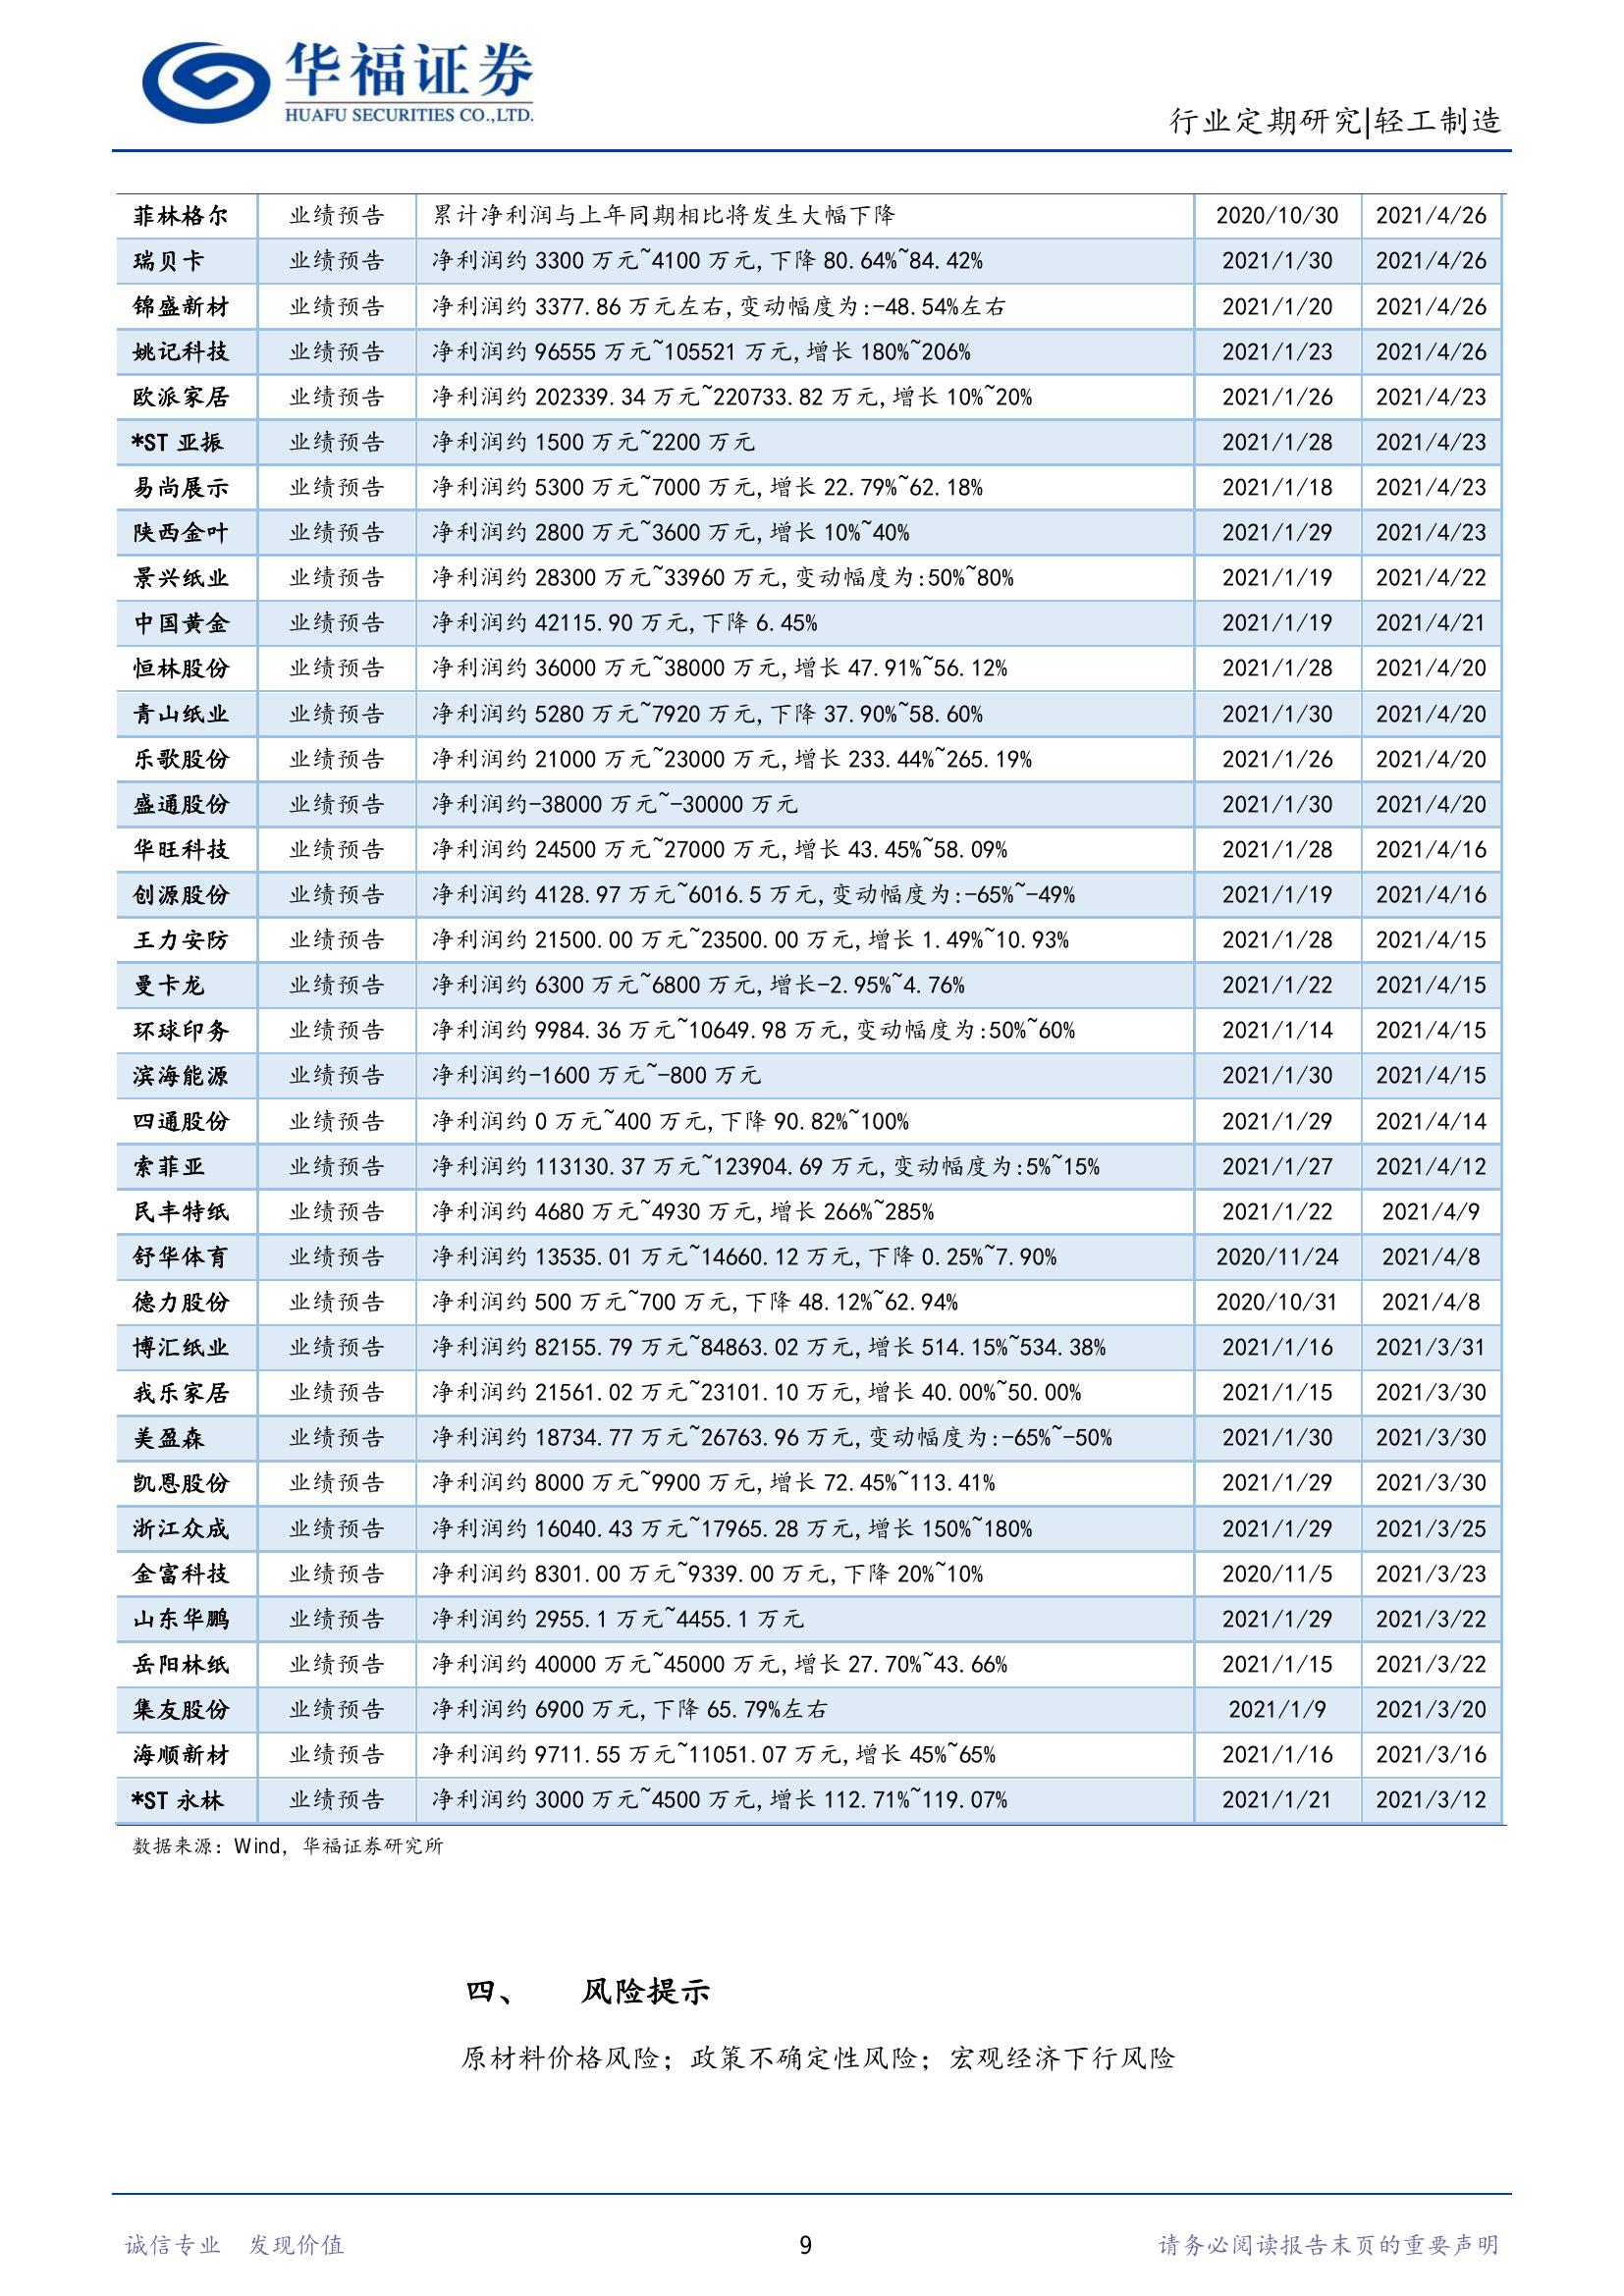 华福证券
HUAFU SECURITIES CO.,LTD.
行业定期研究|轻工制造
菲林格尔 业绩预告 累计净利润与上年同期相比将发生大幅下降 2020/10/30 2021/4/26
瑞贝卡 业绩预告 净利润约 3300 万元~4100 万元,下降 80.64%~84.42% 2021/1/30 2021/4/26
锦盛新材 业绩预告 净利润约 3377.86 万元左右,变动幅度为:-48.54%左右 2021/1/20 2021/4/26
姚记科技 业绩预告 净利润约 96555 万元~105521 万元,增长 180%~206% 2021/1/23 2021/4/26
欧派家居 业绩预告 净利润约 202339.34 万元~220733.82 万元,增长 10%~20% 2021/1/26 2021/4/23
*ST 亚振 业绩预告 净利润约 1500 万元~2200 万元 2021/1/28 2021/4/23
易尚展示 业绩预告 净利润约 5300 万元~7000 万元,增长 22.79%~62.18% 2021/1/18 2021/4/23
陕西金叶 业绩预告 净利润约 2800 万元~3600 万元,增长 10%~40% 2021/1/29 2021/4/23
景兴纸业 业绩预告 净利润约 28300 万元~33960 万元,变动幅度为:50%~80% 2021/1/19 2021/4/22
中国黄金 业绩预告 净利润约 42115.90 万元,下降 6.45% 2021/1/19 2021/4/21
恒林股份 业绩预告 净利润约 36000 万元~38000 万元,增长 47.91%~56.12% 2021/1/28 2021/4/20
青山纸业 业绩预告 净利润约 5280 万元~7920 万元,下降 37.90%~58.60% 2021/1/30 2021/4/20
乐歌股份 业绩预告 净利润约 21000 万元~23000 万元,增长 233.44%~265.19% 2021/1/26 2021/4/20
盛通股份 业绩预告 净利润约-38000 万元~-30000 万元 2021/1/30 2021/4/20
华旺科技 业绩预告 净利润约 24500 万元~27000 万元,增长 43.45%~58.09% 2021/1/28 2021/4/16
创源股份 业绩预告 净利润约 4128.97 万元~6016.5 万元,变动幅度为:-65%~-49% 2021/1/19 2021/4/16
王力安防 业绩预告 净利润约 21500.00 万元~23500.00 万元,增长 1.49%~10.93% 2021/1/28 2021/4/15
曼卡龙 业绩预告 净利润约 6300 万元~6800 万元,增长-2.95%~4.76% 2021/1/22 2021/4/15
环球印务 业绩预告 净利润约 9984.36 万元~10649.98 万元,变动幅度为:50%~60% 2021/1/14 2021/4/15
滨海能源 业绩预告 净利润约-1600 万元~-800 万元 2021/1/30 2021/4/15
四通股份 业绩预告 净利润约 0 万元~400 万元,下降 90.82%~100% 2021/1/29 2021/4/14
索菲亚 业绩预告 净利润约 113130.37 万元~123904.69 万元,变动幅度为:5%~15% 2021/1/27 2021/4/12
民丰特纸 业绩预告 净利润约 4680 万元~4930 万元,增长 266%~285% 2021/1/22 2021/4/9
舒华体育 业绩预告 净利润约 13535.01 万元~14660.12 万元,下降 0.25%~7.90% 2020/11/24 2021/4/8
德力股份 业绩预告 净利润约 500 万元~700 万元,下降 48.12%~62.94% 2020/10/31 2021/4/8
博汇纸业 业绩预告 净利润约 82155.79 万元~84863.02 万元,增长 514.15%~534.38% 2021/1/16 2021/3/31
我乐家居 业绩预告 净利润约 21561.02 万元~23101.10 万元,增长 40.00%~50.00% 2021/1/15 2021/3/30
美盈森 业绩预告 净利润约 18734.77 万元~26763.96 万元,变动幅度为:-65%~-50% 2021/1/30 2021/3/30
凯恩股份 业绩预告 净利润约 8000 万元~9900 万元,增长 72.45%~113.41% 2021/1/29 2021/3/30
浙江众成 业绩预告 净利润约 16040.43 万元~17965.28 万元,增长 150%~180% 2021/1/29 2021/3/25
金富科技 业绩预告 净利润约 8301.00 万元~9339.00 万元,下降 20%~10% 2020/11/5 2021/3/23
山东华鹏 业绩预告 净利润约 2955.1 万元~4455.1 万元 2021/1/29 2021/3/22
岳阳林纸 业绩预告 净利润约 40000 万元~45000 万元,增长 27.70%~43.66% 2021/1/15 2021/3/22
集友股份 业绩预告 净利润约 6900 万元,下降 65.79%左右 2021/1/9 2021/3/20
海顺新材 业绩预告 净利润约 9711.55 万元~11051.07 万元,增长 45%~65% 2021/1/16 2021/3/16
*ST 永林 业绩预告 净利润约 3000 万元~4500 万元,增长 112.71%~119.07% 2021/1/21 2021/3/12
数据来源：Wind，华福证券研究所
四、 风险提示
原材料价格风险；政策不确定性风险；宏观经济下行风险
诚信专业 发现价值 9 请务必阅读报告末页的重要声明